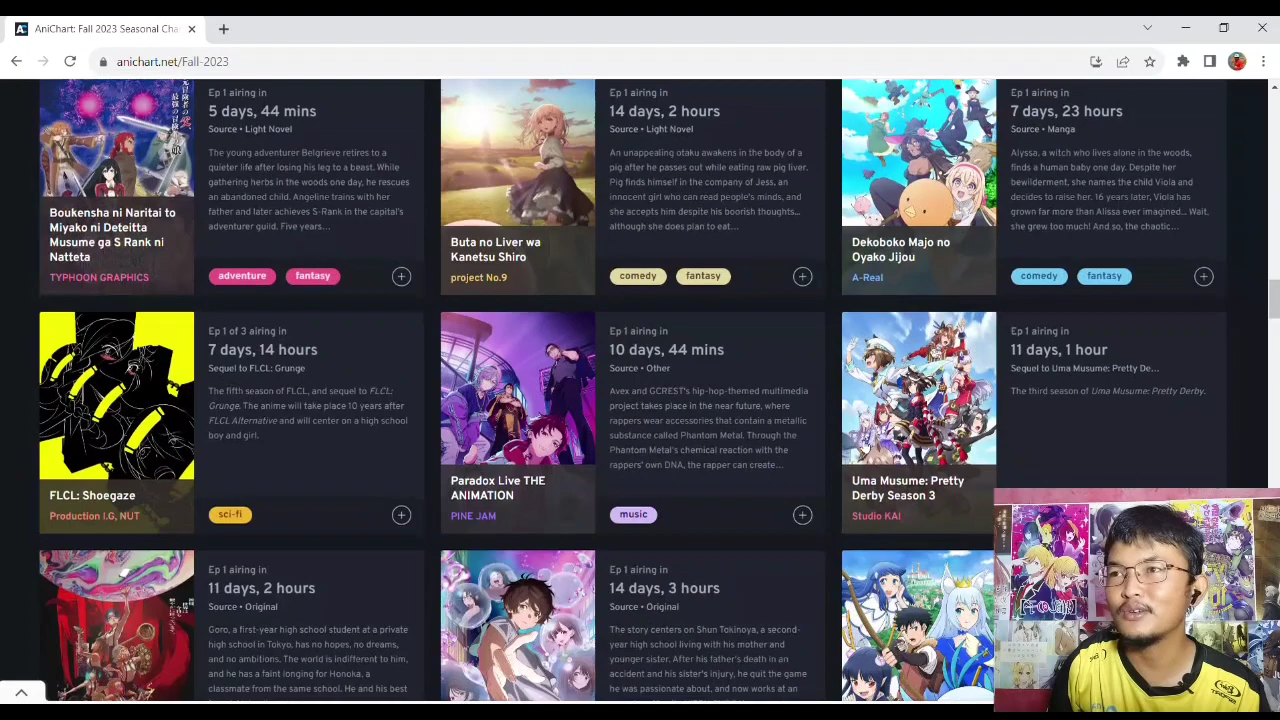 AniChart: Fall 2023 Seasonal Cha
anichart.net/Fall-2023
Ep 1 airing in
5 days, 44 mins
Source • Light Novel
The young adventurer Belgrieve retires to a
quieter life after losing his leg to a beast. While
gathering herbs in the woods one day, he rescues
an abandoned child. Angeline trains with her
father and later achieves S-Rank in the capital's
adventurer guild. Five years...
Boukensha ni Naritai to
Miyako ni Deteitta
Musume ga S Rank ni
Natteta
TYPHOON GRAPHICS
adventure
fantasy
Ep 1 airing in
14 days, 2 hours
Source • Light Novel
An unappealing otaku awakens in the body of a
pig after he passes out while eating raw pig liver.
Pig finds himself in the company of Jess, an
innocent girl who can read people's minds, and
she accepts him despite his boorish thoughts...
although she does plan to eat...
Buta no Liver wa
Kanetsu Shiro
project No.9
comedy
fantasy
Ep 1 airing in
7 days, 23 hours
Source • Manga
Alyssa, a witch who lives alone in the woods,
finds a human baby one day. Despite her
bewilderment, she names the child Viola and
decides to raise her. 16 years later, Viola has
grown far more than Alissa ever imagined... Wait,
she grew too much! And so, the chaotic...
Dekoboko Majo no
Oyako Jijou
A-Real
comedy
fantasy
Ep 1 of 3 airing in
7 days, 14 hours
Sequel to FLCL: Grunge
The fifth season of FLCL, and sequel to FLCL:
Grunge. The anime will take place 10 years after
FLCL Alternative and will center on a high school
boy and girl.
FLCL: Shoegaze
Production I.G, NUT
sci-fi
Ep 1 airing in
10 days, 44 mins
Source • Other
Avex and GCREST's hip-hop-themed multimedia
project takes place in the near future, where
rappers wear accessories that contain a metallic
substance called Phantom Metal. Through the
Phantom Metal's chemical reaction with the
rappers' own DNA, the rapper can create...
Paradox Live THE
ANIMATION
PINE JAM
music
Ep 1 airing in
11 days, 1 hour
Sequel to Uma Musume: Pretty De...
The third season of Uma Musume: Pretty Derby.
Uma Musume: Pretty
Derby Season 3
Studio KAI
Ep 1 airing in
11 days, 2 hours
Source • Original
Goro, a first-year high school student at a private
high school in Tokyo, has no hopes, no dreams,
and no ambitions. The world is indifferent to him,
and he has a faint longing for Honoka, a
classmate from the same school. He and his best
Ep 1 airing in
14 days, 3 hours
Source • Original
The story centers on Shun Tokinoya, a second-
year high school living with his mother and
younger sister. After his father's death in an
accident and his sister's injury, he quit the game
he was passionate about, and now works at an